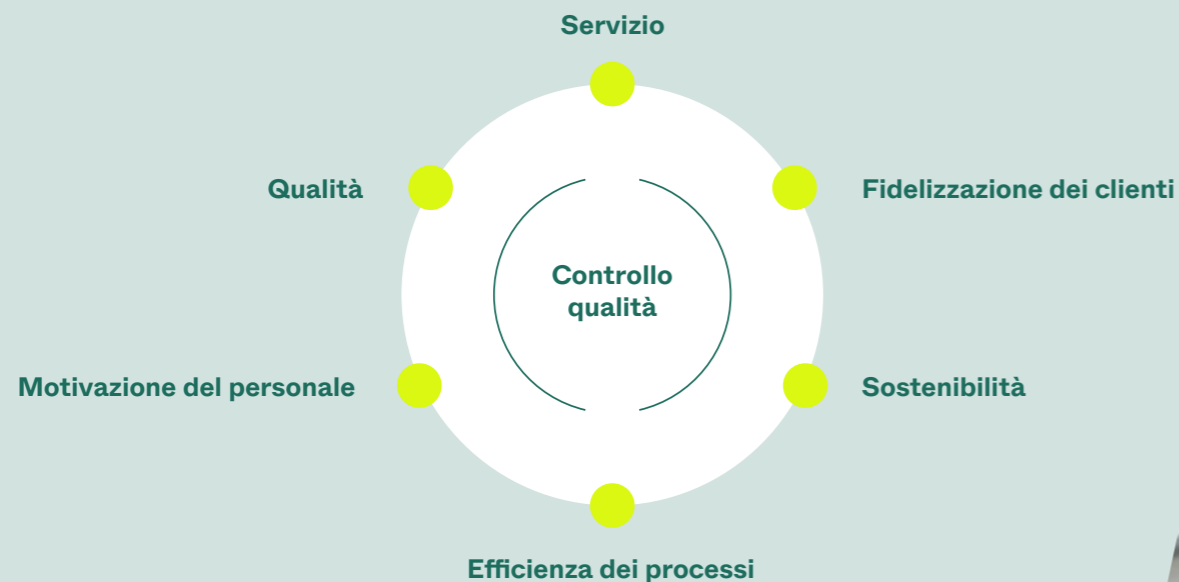 Servizio
Qualità
Fidelizzazione dei clienti
Controllo
qualità
Motivazione del personale
Sostenibilità
Efficienza dei processi